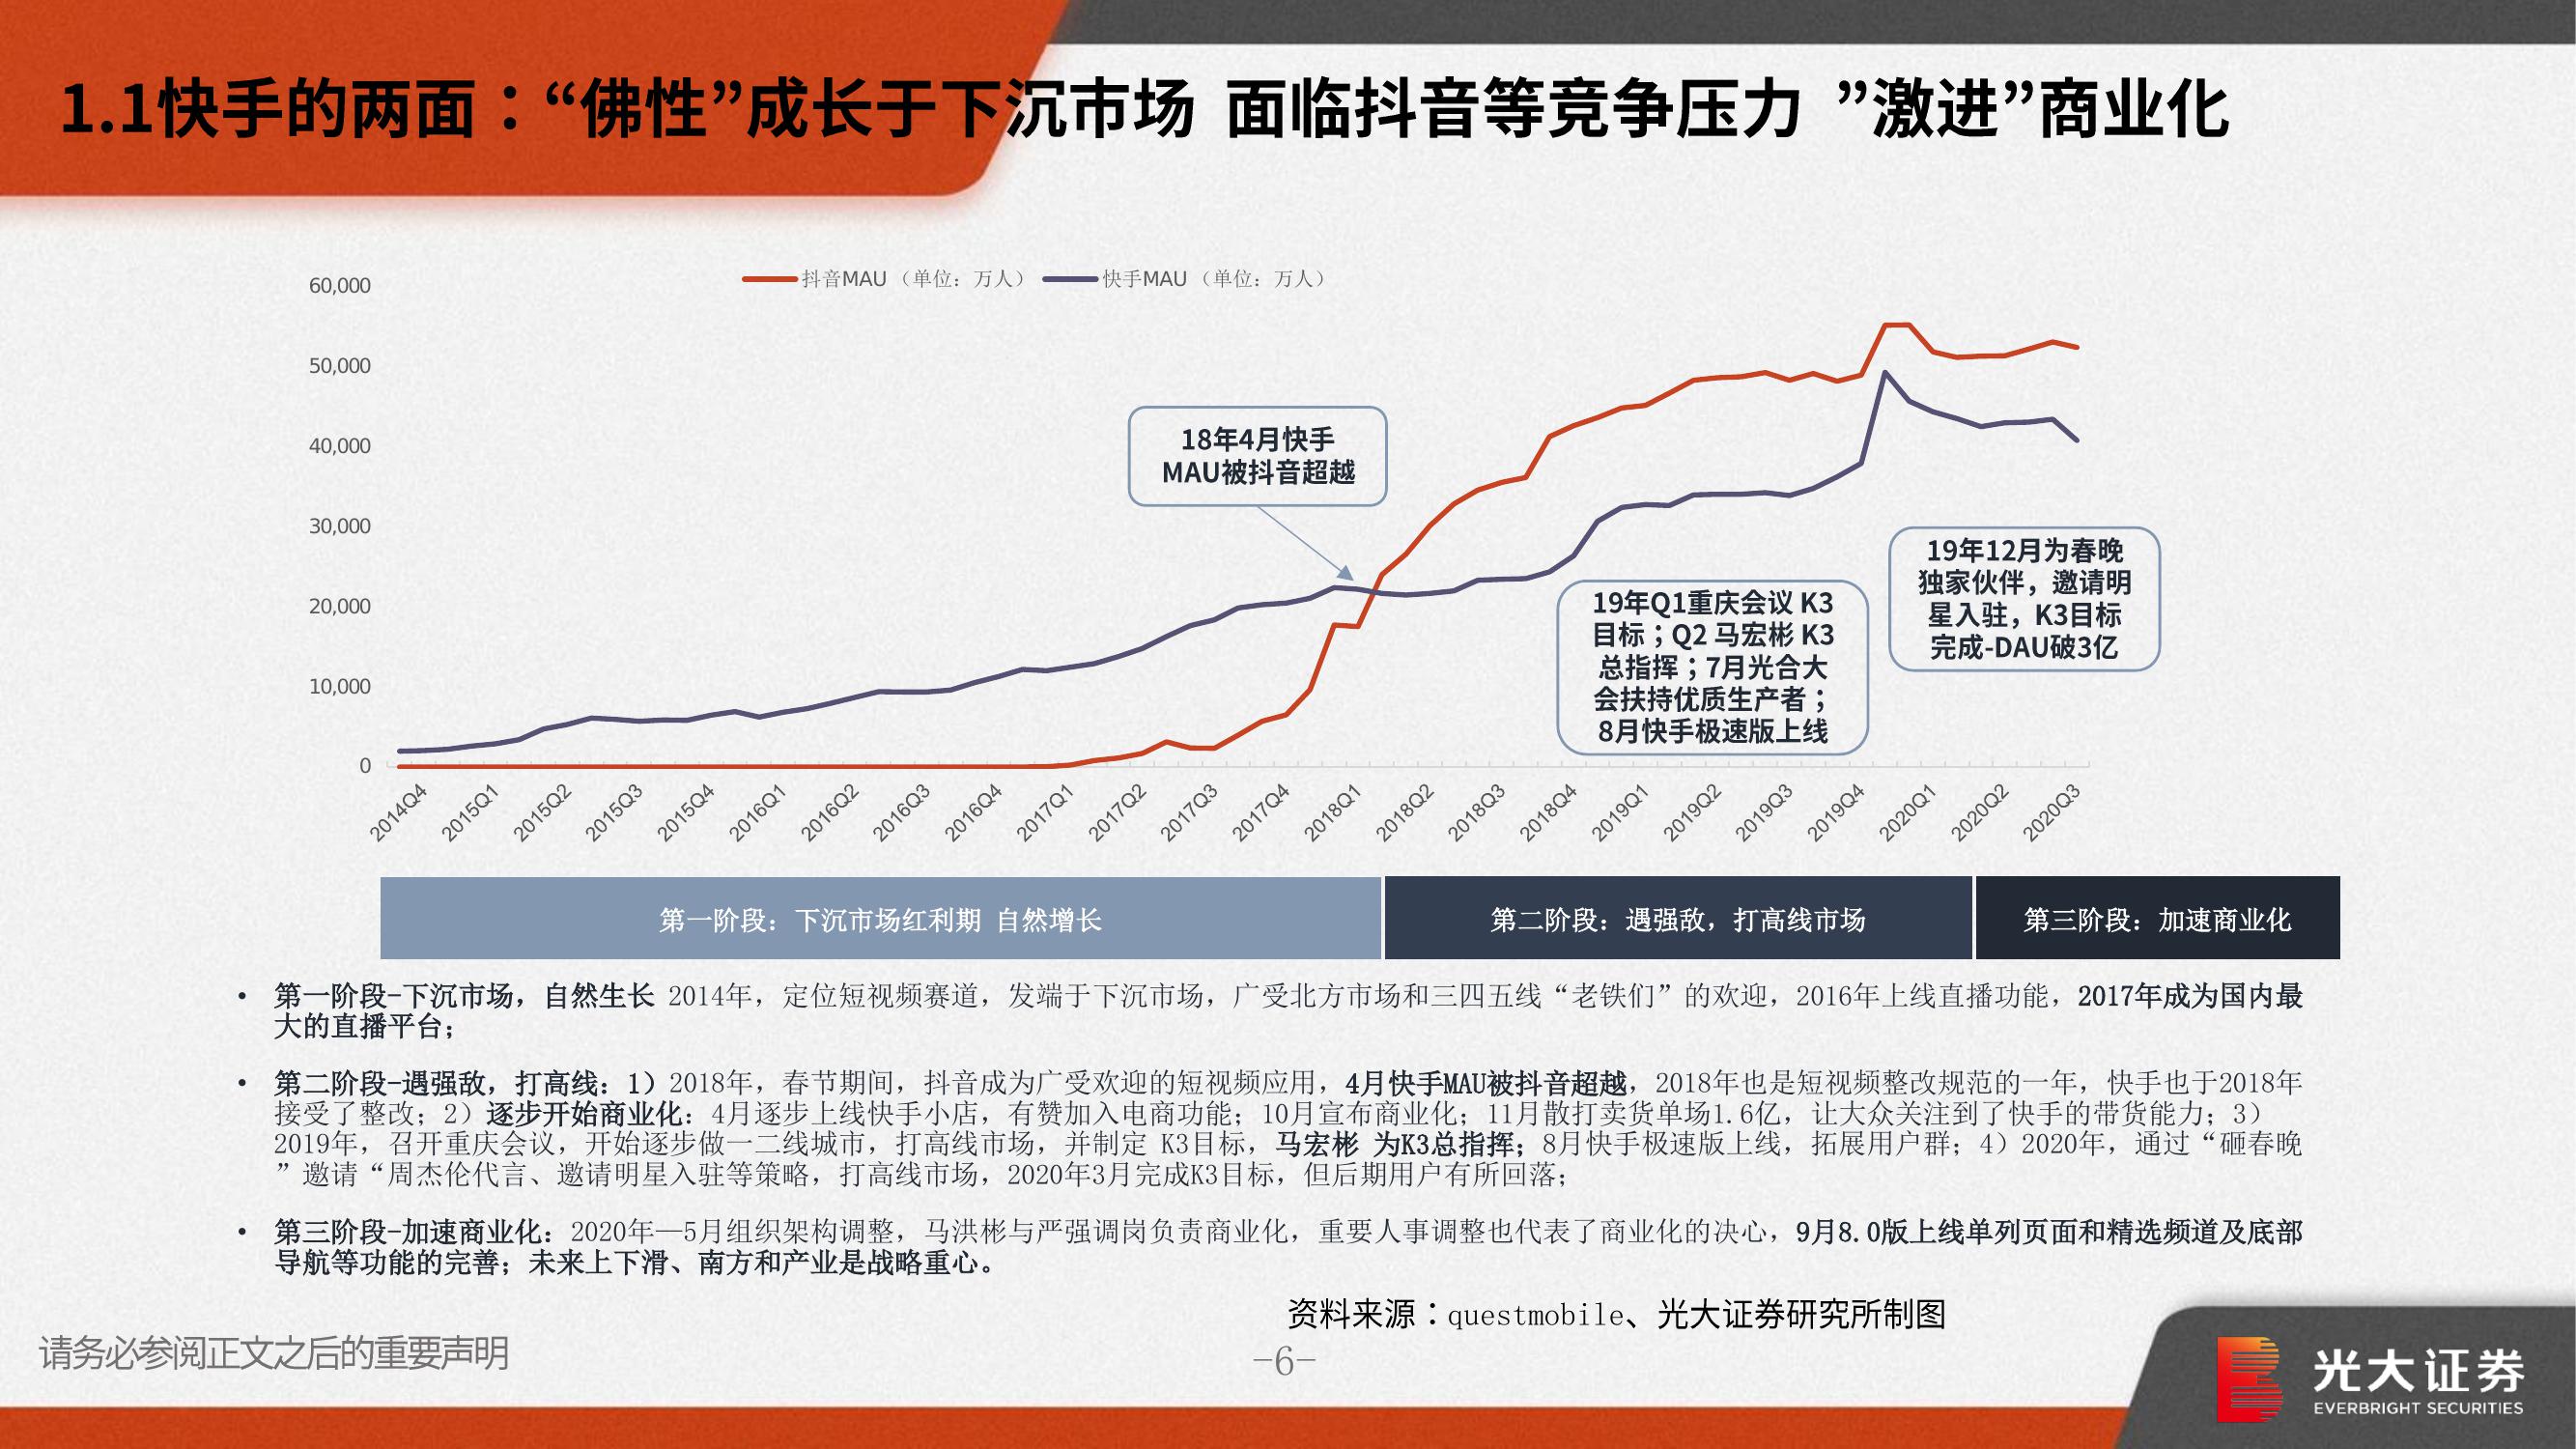 1.1快手的两面：“佛性”成长于下沉市场 面临抖音等竞争压力 ”激进”商业化
抖音MAU（单位：万人） 快手MAU（单位：万人）
60,000
50,000
40,000
30,000
20,000
10,000
0
18年4月快手
MAU被抖音超越
19年Q1重庆会议 K3
目标；Q2 马宏彬 K3
总指挥；7月光合大
会扶持优质生产者；
8月快手极速版上线
19年12月为春晚
独家伙伴，邀请明
星入驻，K3目标
完成-DAU破3亿
2014Q4 2015Q1 2015Q2 2015Q3 2015Q4 2016Q1 2016Q2 2016Q3 2016Q4 2017Q1 2017Q2 2017Q3 2017Q4 2018Q1 2018Q2 2018Q3 2018Q4 2019Q1 2019Q2 2019Q3 2019Q4 2020Q1 2020Q2 2020Q3
第一阶段：下沉市场红利期 自然增长 第二阶段：遇强敌，打高线市场 第三阶段：加速商业化
• 第一阶段-下沉市场，自然生长 2014年，定位短视频赛道，发端于下沉市场，广受北方市场和三四五线“老铁们”的欢迎，2016年上线直播功能，2017年成为国内最
大的直播平台；
• 第二阶段-遇强敌，打高线：1）2018年，春节期间，抖音成为广受欢迎的短视频应用，4月快手MAU被抖音超越，2018年也是短视频整改规范的一年，快手也于2018年
接受了整改；2）逐步开始商业化：4月逐步上线快手小店，有赞加入电商功能；10月宣布商业化；11月散打卖货单场1.6亿，让大众关注到了快手的带货能力；3）
2019年，召开重庆会议，开始逐步做一二线城市，打高线市场，并制定 K3目标，马宏彬 为K3总指挥；8月快手极速版上线，拓展用户群；4）2020年，通过“砸春晚
”邀请“周杰伦代言、邀请明星入驻等策略，打高线市场，2020年3月完成K3目标，但后期用户有所回落；
• 第三阶段-加速商业化：2020年—5月组织架构调整，马洪彬与严强调岗负责商业化，重要人事调整也代表了商业化的决心，9月8.0版上线单列页面和精选频道及底部
导航等功能的完善；未来上下滑、南方和产业是战略重心。
资料来源：questmobile、光大证券研究所制图
请务必参阅正文之后的重要声明
-6-
光大证券
EVERBRIGHT SECURITIES